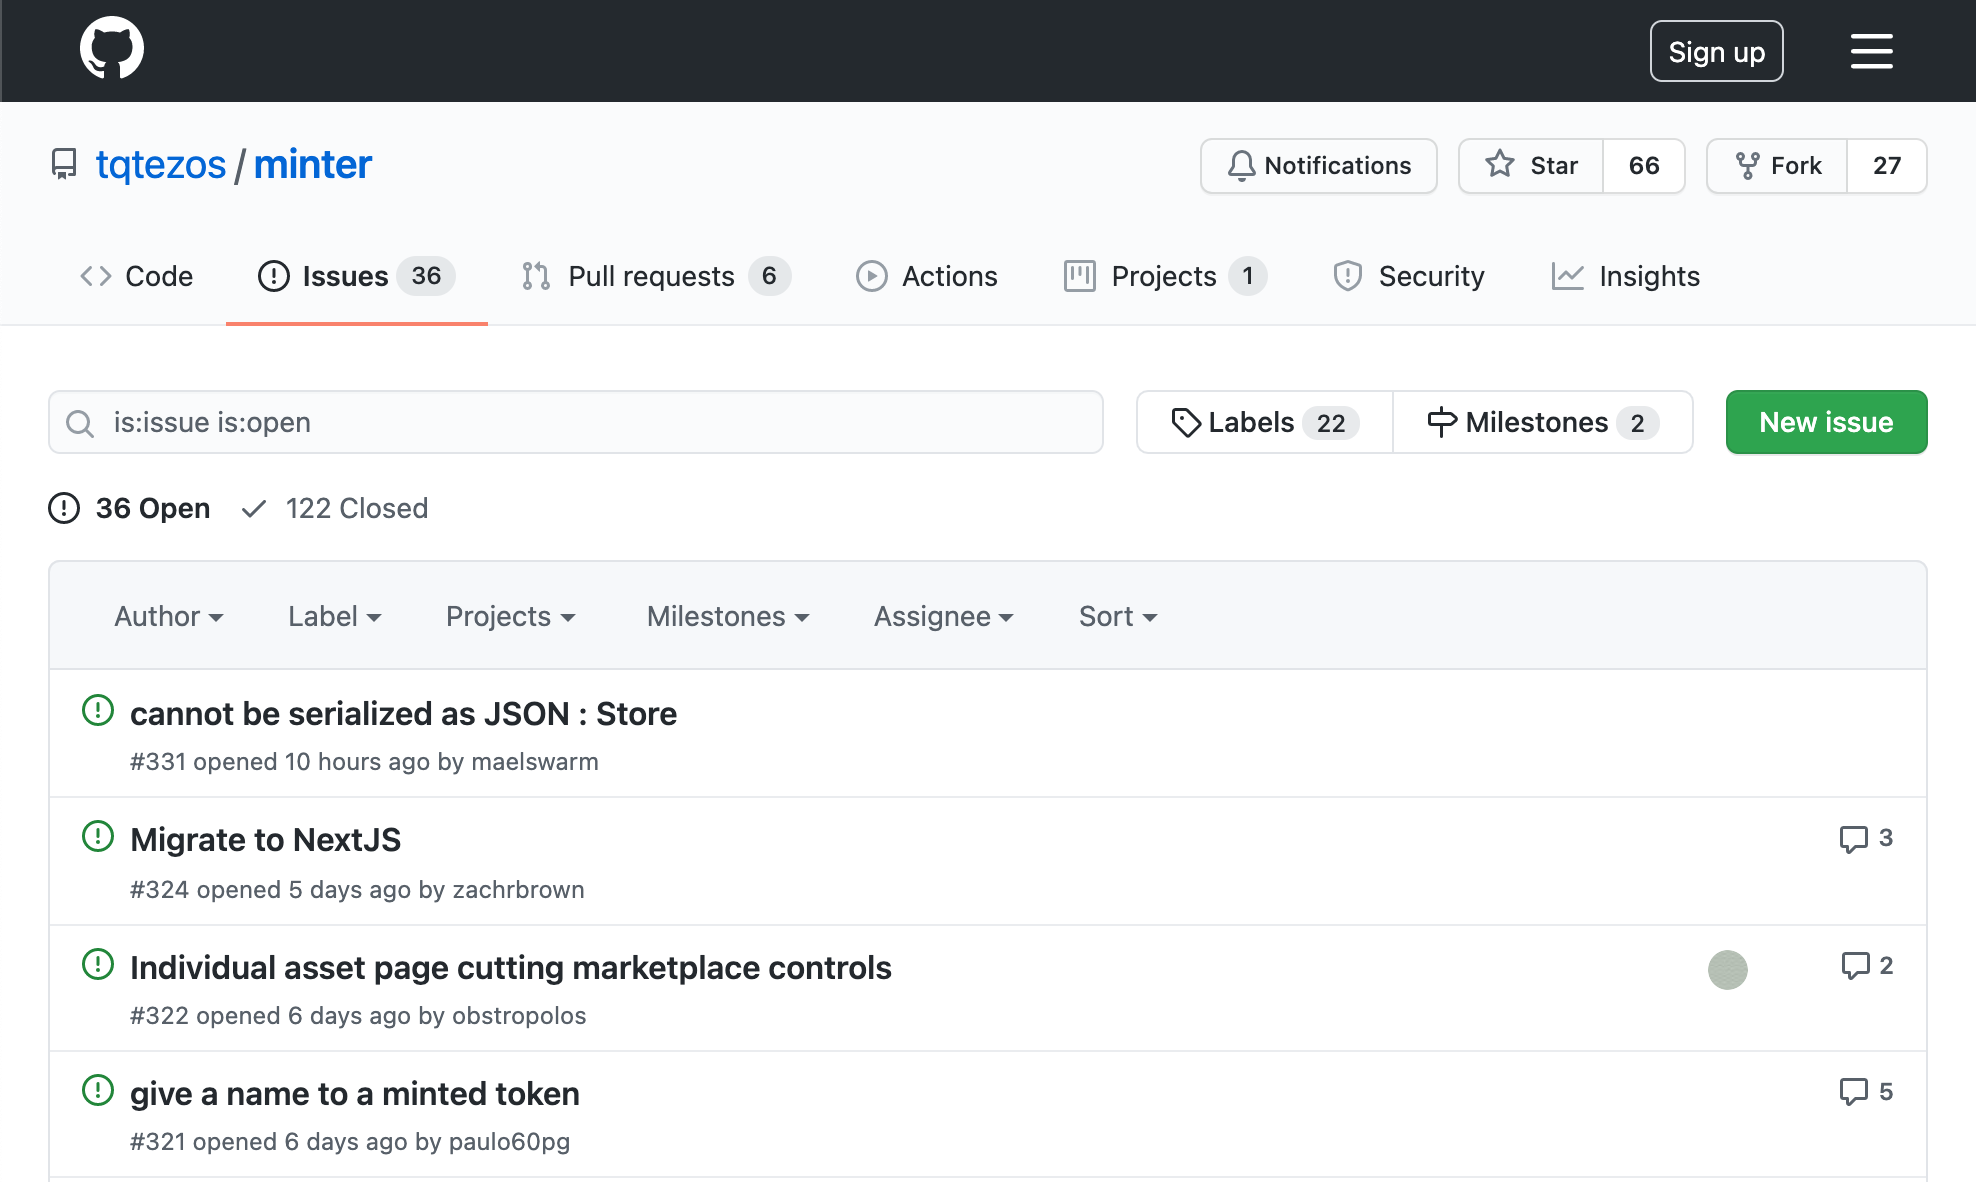 Sign up
tqtezos / minter
Notifications Star 66 Fork 27
Code Issues 36 Pull requests 6 Actions Projects 1 Security Insights
is:issue is:open Labels 22 Milestones 2 New issue
36 Open 122 Closed
Author Label Projects Milestones Assignee Sort
cannot be serialized as JSON : Store
#331 opened 10 hours ago by maelswarm
Migrate to NextJS 3
#324 opened 5 days ago by zachrbrown
Individual asset page cutting marketplace controls 2
#322 opened 6 days ago by obstropolos
give a name to a minted token 5
#321 opened 6 days ago by paulo60pg